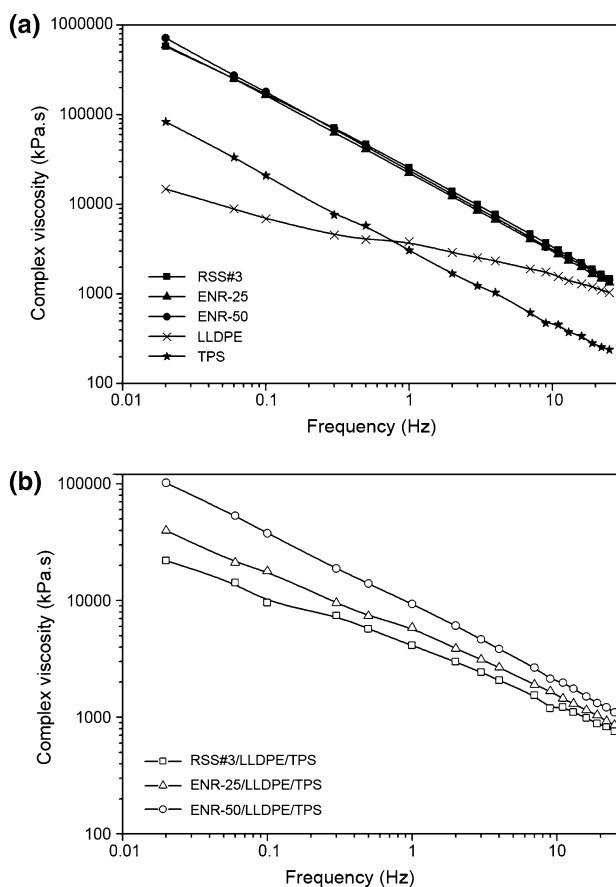 (a)
1000000
100000
10000
1000
100
Complex viscosity (kPa.s)
RSS#3
ENR-25
ENR-50
LLDPE
TPS
0.01
0.1
1
10
Frequency (Hz)
(b)
100000
10000
1000
100
Complex viscosity (kPa.s)
RSS#3/LLDPE/TPS
ENR-25/LLDPE/TPS
ENR-50/LLDPE/TPS
0.01
0.1
1
10
Frequency (Hz)